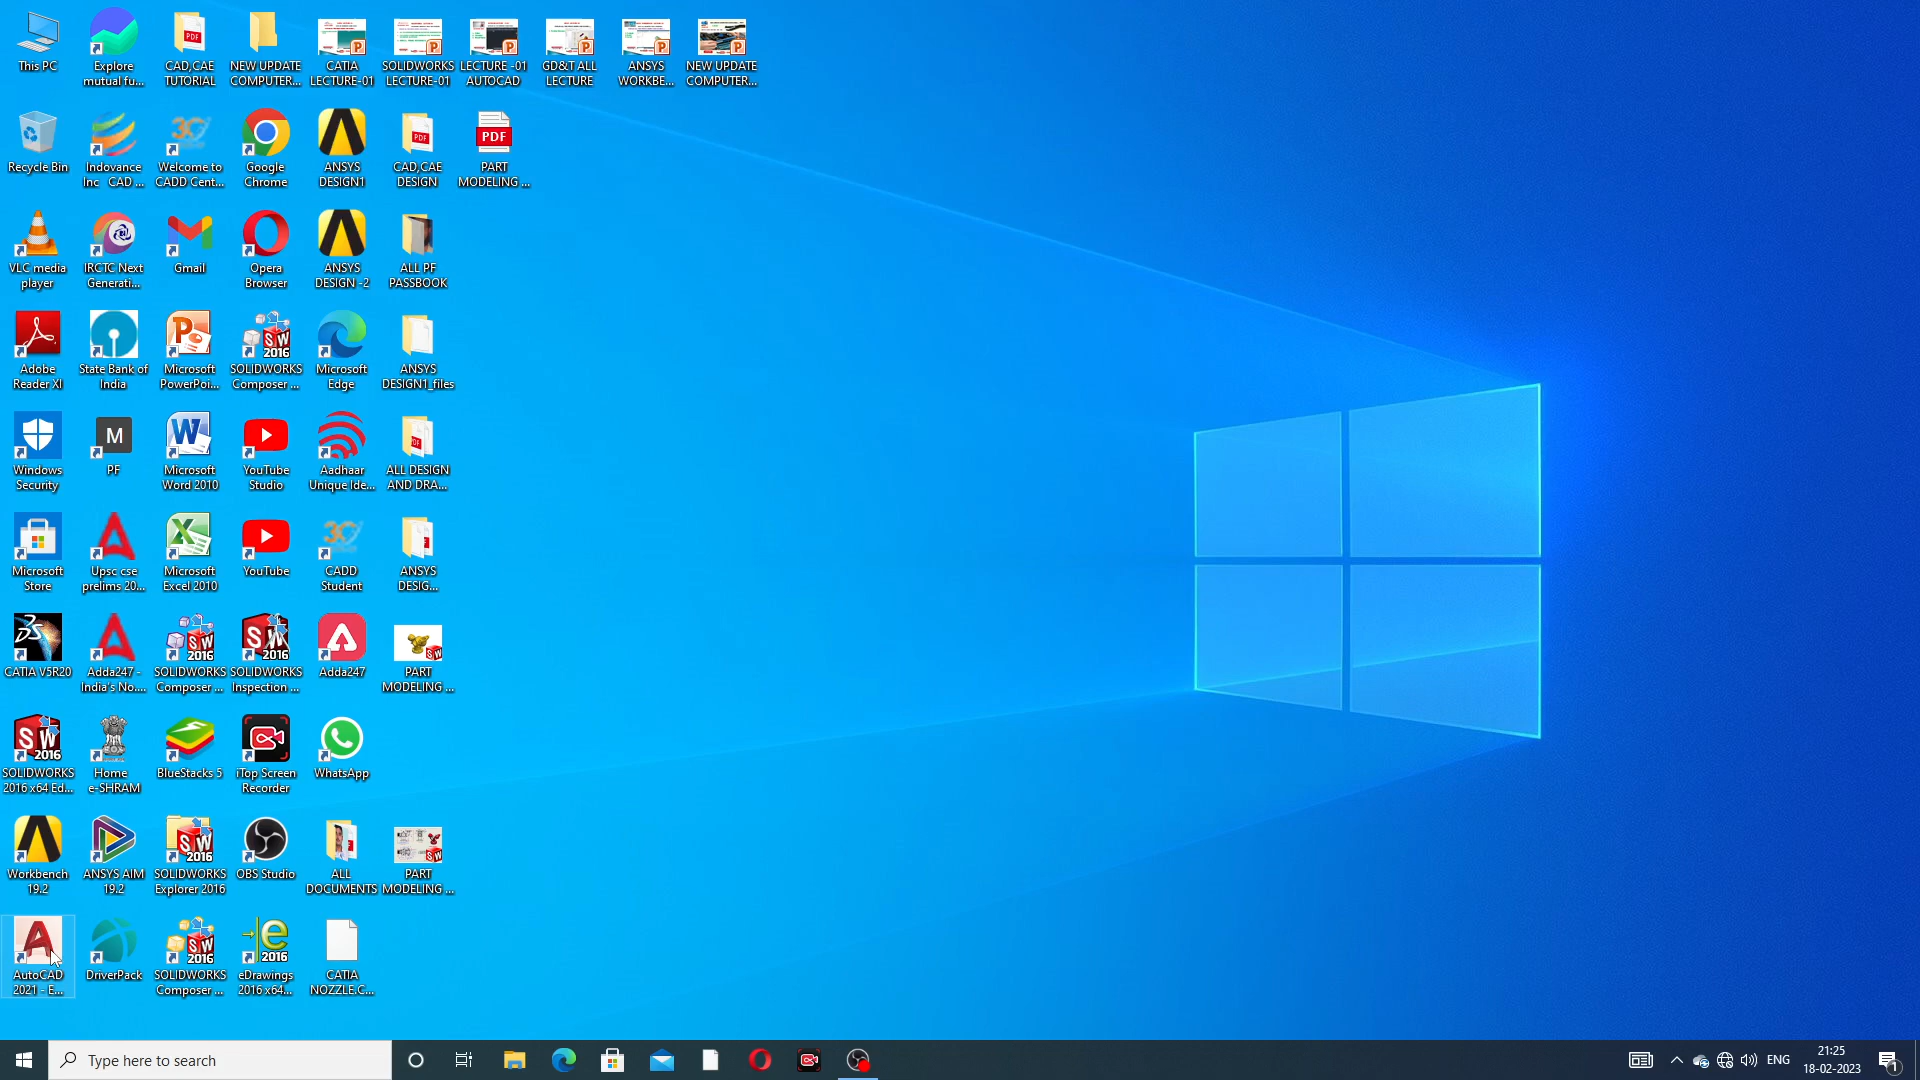 This PC
Explore
mutual fu...
CAD,CAE
TUTORIAL
NEW UPDATE
COMPUTER...
CATIA
LECTURE-01
SOLIDWORKS
LECTURE-01
LECTURE -01
AUTOCAD
GD&T ALL
LECTURE
ANSYS
WORKBE...
NEW UPDATE
COMPUTER...
Recycle Bin
Indovance
Inc CAD ...
Welcome to
CADD Cent...
Google
Chrome
ANSYS
DESIGN1
CAD,CAE
DESIGN
PDF
PART
MODELING ...
VLC media
player
IRCTC Next
Generati...
Gmail
Opera
Browser
ANSYS
DESIGN -2
ALL PF
PASSBOOK
Adobe
Reader XI
State Bank of
India
Microsoft
PowerPoi...
SOLIDWORKS
Composer ...
Microsoft
Edge
ANSYS
DESIGN1_files
Windows
Security
M
PF
Microsoft
Word 2010
YouTube
Studio
Aadhaar
Unique Ide...
ALL DESIGN
AND DRA...
Microsoft
Store
Upsc cse
prelims 20...
Microsoft
Excel 2010
YouTube
CADD
Student
ANSYS
DESIG...
CATIA V5R20
Adda247 -
India's No....
SOLIDWORKS
Composer ...
SOLIDWORKS
Inspection ...
Adda247
PART
MODELING ...
SOLIDWORKS
2016 x64 Ed...
Home
e-SHRAM
BlueStacks 5
iTop Screen
Recorder
WhatsApp
Workbench
19.2
ANSYS AIM
19.2
SOLIDWORKS
Explorer 2016
OBS Studio
ALL
DOCUMENTS
PART
MODELING ...
AutoCAD
2021 - E...
DriverPack
SOLIDWORKS
Composer ...
eDrawings
2016 x64...
CATIA
NOZZLE.C...
Type here to search
ENG
21:25
18-02-2023
1